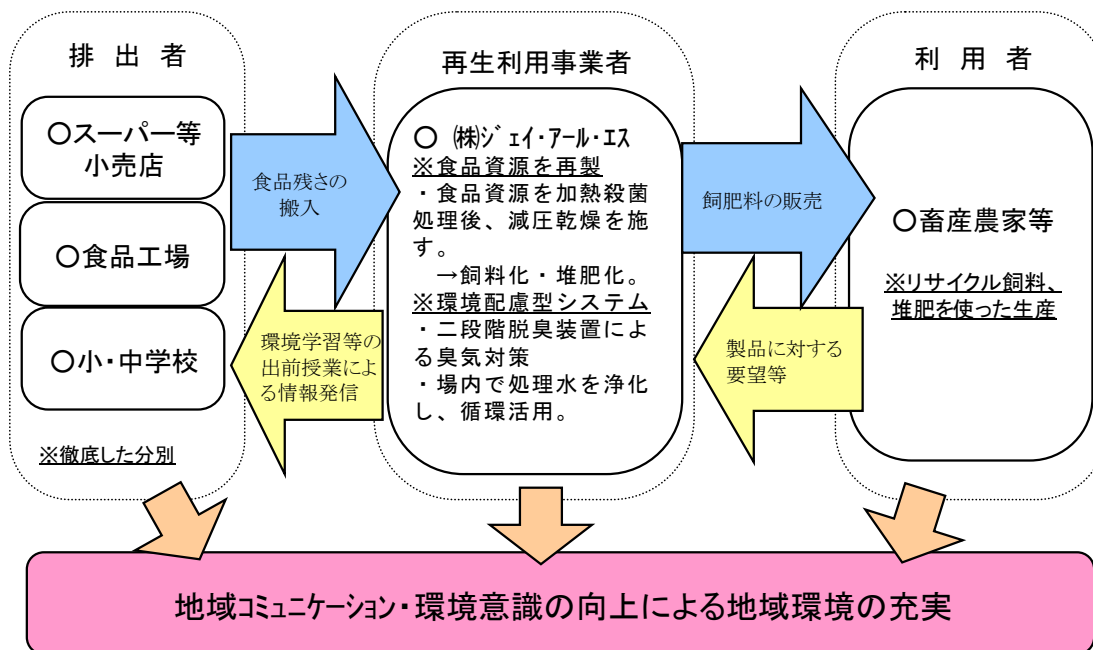 排 出 者
〇スーパー等
小売店
〇食品工場
〇小・中学校
※徹底した分別
食品残さの
搬入
環境学習等の
出前授業によ
る情報発信
再生利用事業者
〇 ㈱ｼﾞｪｲ・ｱｰﾙ・ｴｽ
※食品資源を再製
・食品資源を加熱殺菌
処理後、減圧乾燥を施
す。
→飼料化・堆肥化。
※環境配慮型システム
・二段階脱臭装置によ
る臭気対策
・場内で処理水を浄化
し、循環活用。
飼肥料の販売
製品に対する
要望等
利 用 者
〇畜産農家等
※リサイクル飼料、
堆肥を使った生産
地域ｺﾐｭﾆｹｰｼｮﾝ・環境意識の向上による地域環境の充実